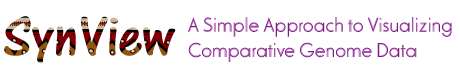 SynView
A Simple Approach to Visualizing
Comparative Genome Data